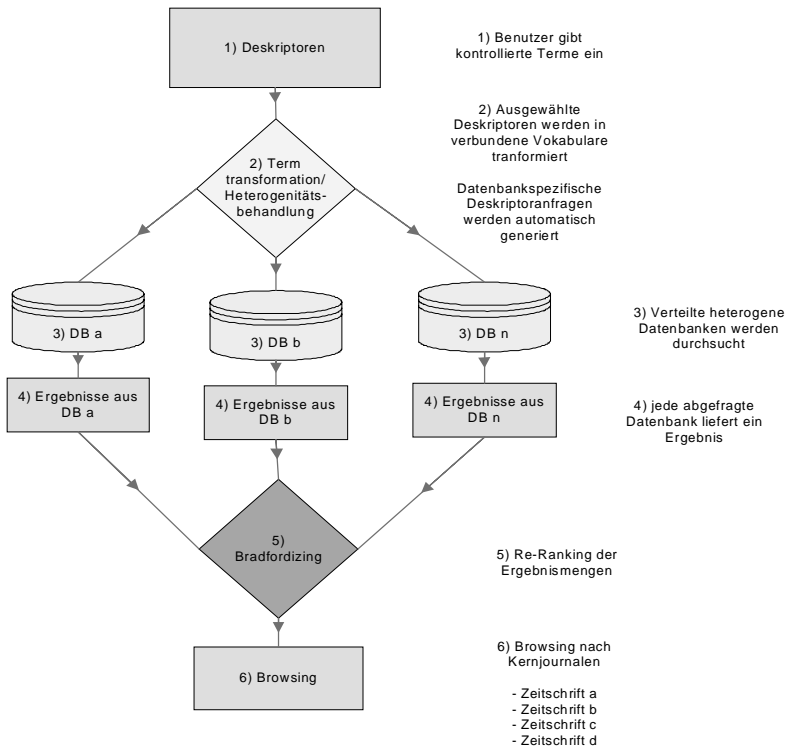 1) Deskriptoren
1) Benutzer gibt
kontrollierte Terme ein
2) Term
transformation/
Heterogenitäts-
behandlung
2) Ausgewählte
Deskriptoren werden in
verbundene Vokabulare
tranformiert
Datenbankspezifische
Deskriptoranfragen
werden automatisch
generiert
3) DB a
3) DB b
3) DB n
3) Verteilte heterogene
Datenbanken werden
durchsucht
4) Ergebnisse aus
DB a
4) Ergebnisse aus
DB b
4) Ergebnisse aus
DB n
4) jede abgefragte
Datenbank liefert ein
Ergebnis
5)
Bradfordizing
5) Re-Ranking der
Ergebnismengen
6) Browsing
6) Browsing nach
Kernjournalen
- Zeitschrift a
- Zeitschrift b
- Zeitschrift c
- Zeitschrift d